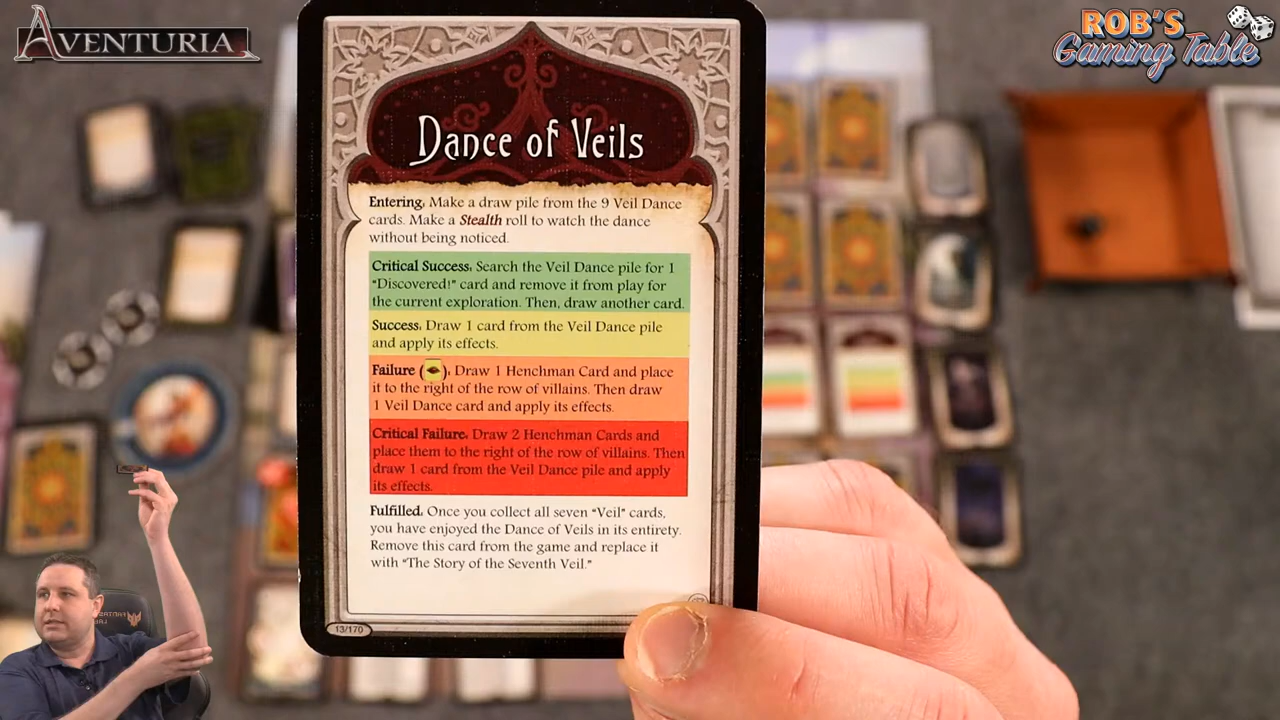 AVENTURIA
ROB'S
Gaming Table
Dance of Veils
Entering. Make a draw pile from the 9 Veil Dance
cards. Make a Stealth roll to watch the dance
without being noticed.
Critical Success. Search the Veil Dance pile for 1
"Discovered!" card and remove it from play for
the current exploration. Then, draw another card.
Success. Draw 1 card from the Veil Dance pile
and apply its effects.
Failure ( ). Draw 1 Henchman Card and place
it to the right of the row of villains. Then draw
1 Veil Dance card and apply its effects.
Critical Failure. Draw 2 Henchman Cards and
place them to the right of the row of villains. Then
draw 1 card from the Veil Dance pile and apply
its effects.
Fulfilled. Once you collect all seven "Veil" cards,
you have enjoyed the Dance of Veils in its entirety.
Remove this card from the game and replace it
with "The Story of the Seventh Veil."
13/170